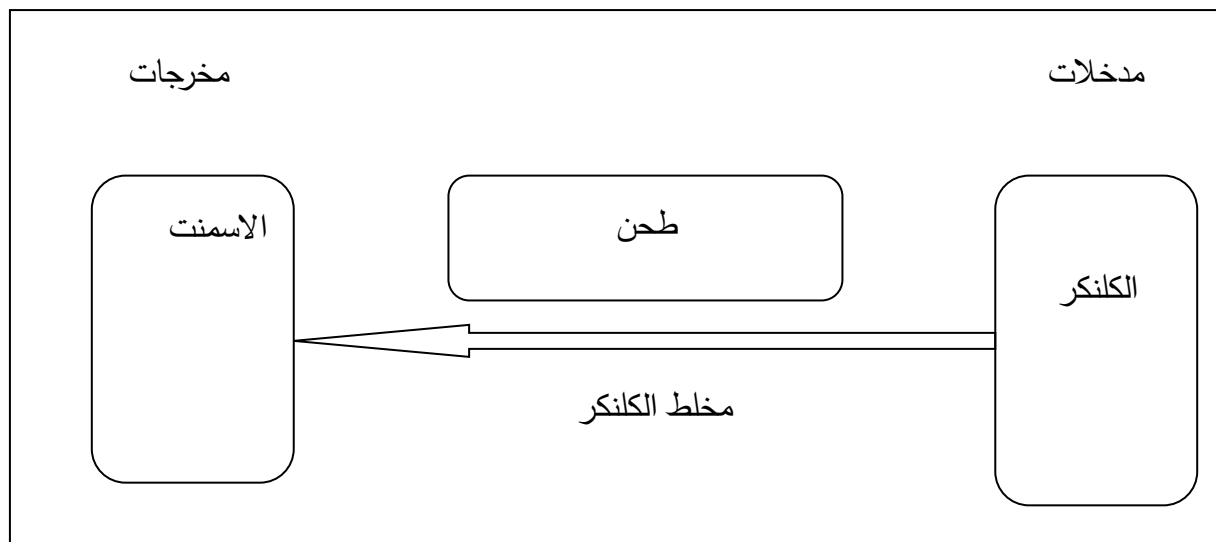 مدخلات
مخرجات
الكلنكر
طحن
الاسمنت
مخلط الكلنكر